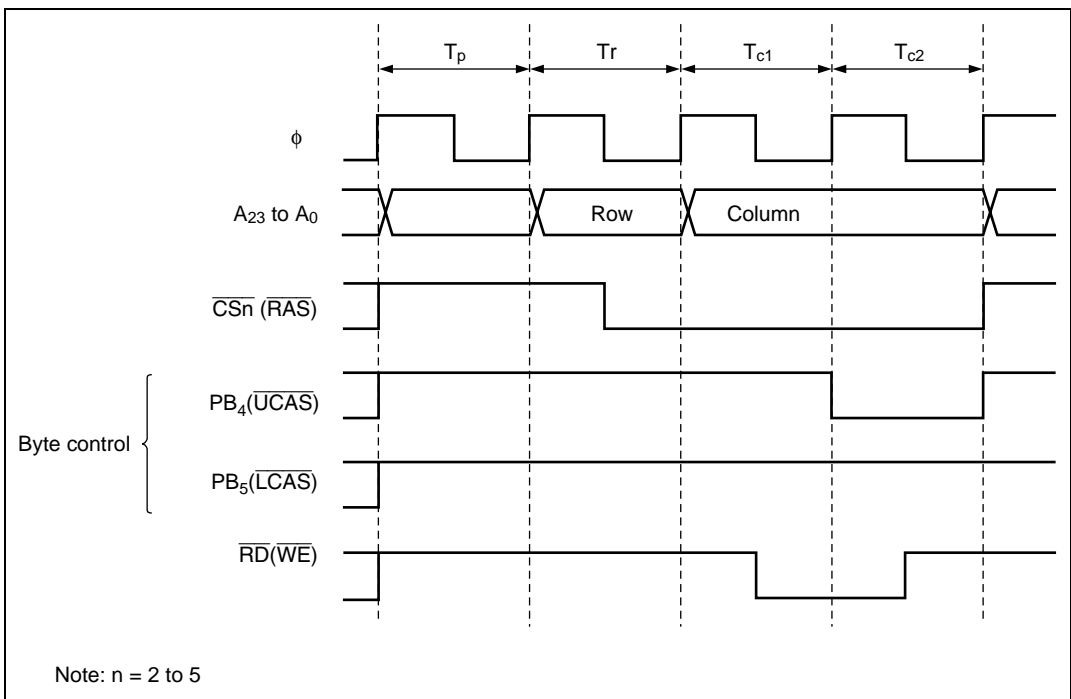 Tp Tr Tc1 Tc2
φ
A23 to A0 Row Column
CSn (RAS)
PB4(UCAS)
Byte control
PB5(LCAS)
RD(WE)
Note: n = 2 to 5